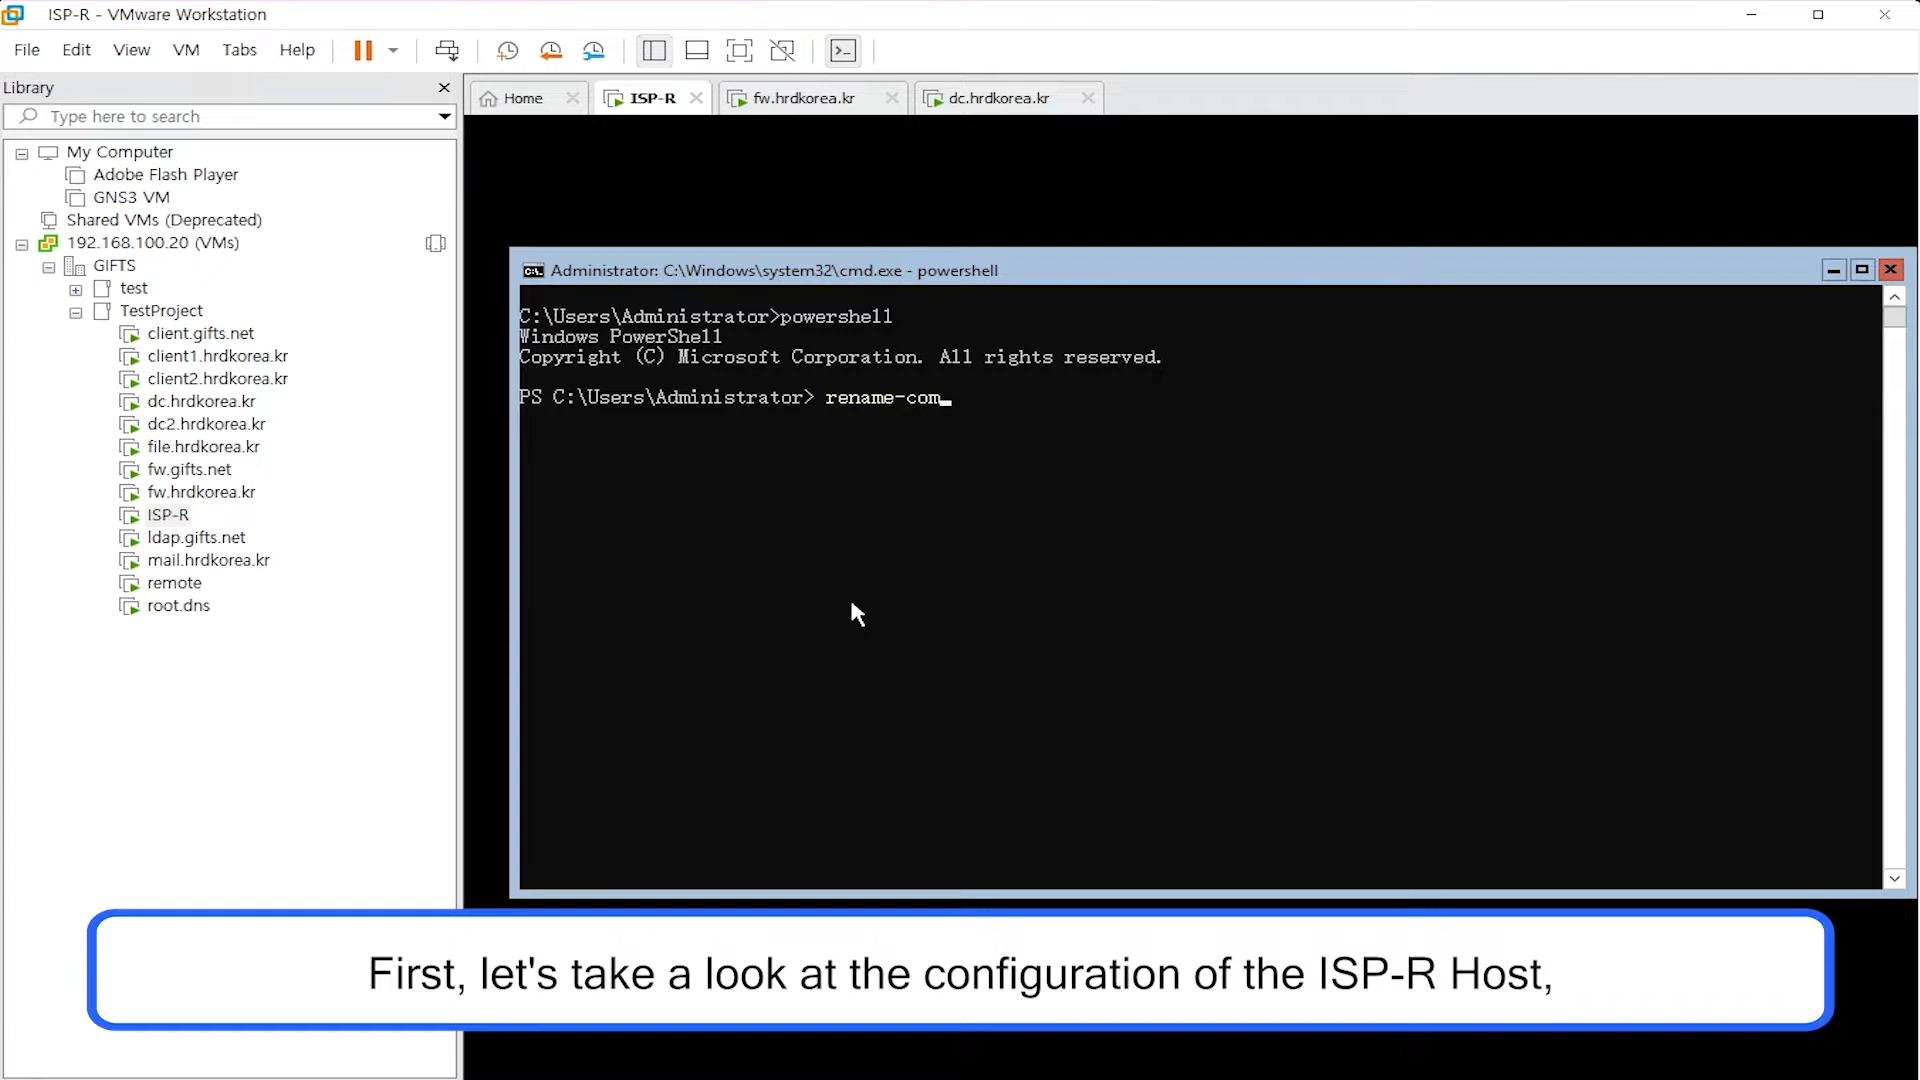 ISP-R - VMware Workstation
File Edit View VM Tabs Help
Library
Type here to search
Home
ISP-R
fw.hrdkorea.kr
dc.hrdkorea.kr
My Computer
Adobe Flash Player
GNS3 VM
Shared VMs (Deprecated)
192.168.100.20 (VMs)
GIFTS
test
TestProject
client.gifts.net
client1.hrdkorea.kr
client2.hrdkorea.kr
dc.hrdkorea.kr
dc2.hrdkorea.kr
file.hrdkorea.kr
fw.gifts.net
fw.hrdkorea.kr
ISP-R
ldap.gifts.net
mail.hrdkorea.kr
remote
root.dns
Administrator: C:\Windows\system32\cmd.exe - powershell
C:\Users\Administrator>powershell
Windows PowerShell
Copyright (C) Microsoft Corporation. All rights reserved.
PS C:\Users\Administrator> rename-com
First, let's take a look at the configuration of the ISP-R Host,